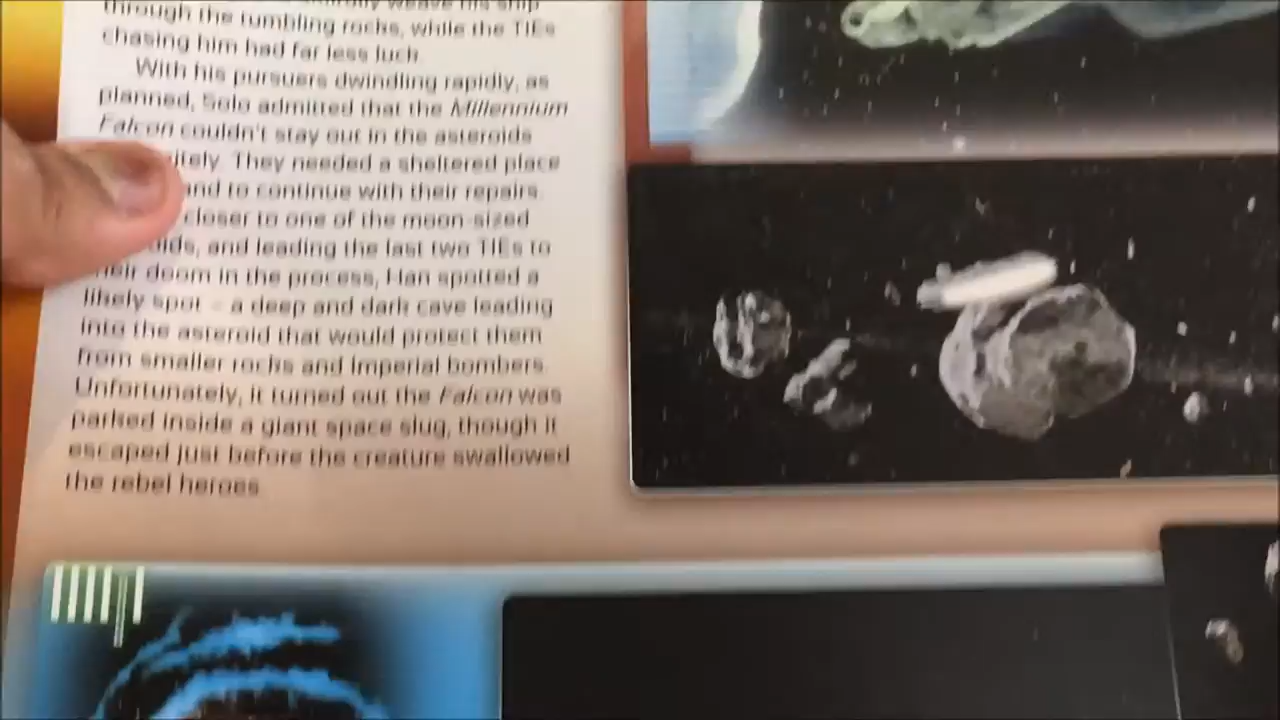 weave his ship
through the tumbling rocks, while the TIEs
chasing him had far less luck.
With his pursuers dwindling rapidly, as
planned, Solo admitted that the Millennium
Falcon couldn't stay out in the asteroids
They needed a sheltered place
and to continue with their repairs.
closer to one of the moon-sized
and leading the last two TIEs to
their doom in the process, Han spotted a
likely spot – a deep and dark cave leading
into the asteroid that would protect them
from smaller rocks and Imperial bombers.
Unfortunately, it turned out the Falcon was
parked inside a giant space slug, though it
escaped just before the creature swallowed
the rebel heroes.